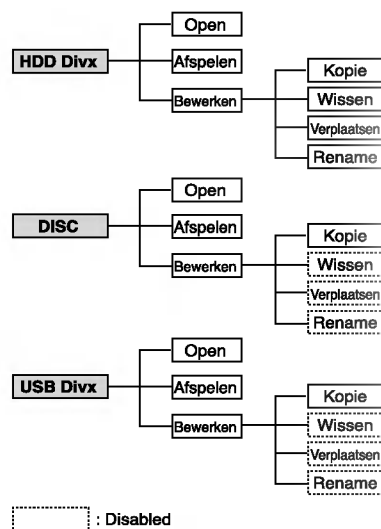 Open
HDD Divx
Afspelen
Bewerken
Kopie
Wissen
Verplaatsen
Rename
Open
DISC
Afspelen
Bewerken
Kopie
Wissen
Verplaatsen
Rename
Open
USB Divx
Afspelen
Bewerken
Kopie
Wissen
Verplaatsen
Rename
: Disabled